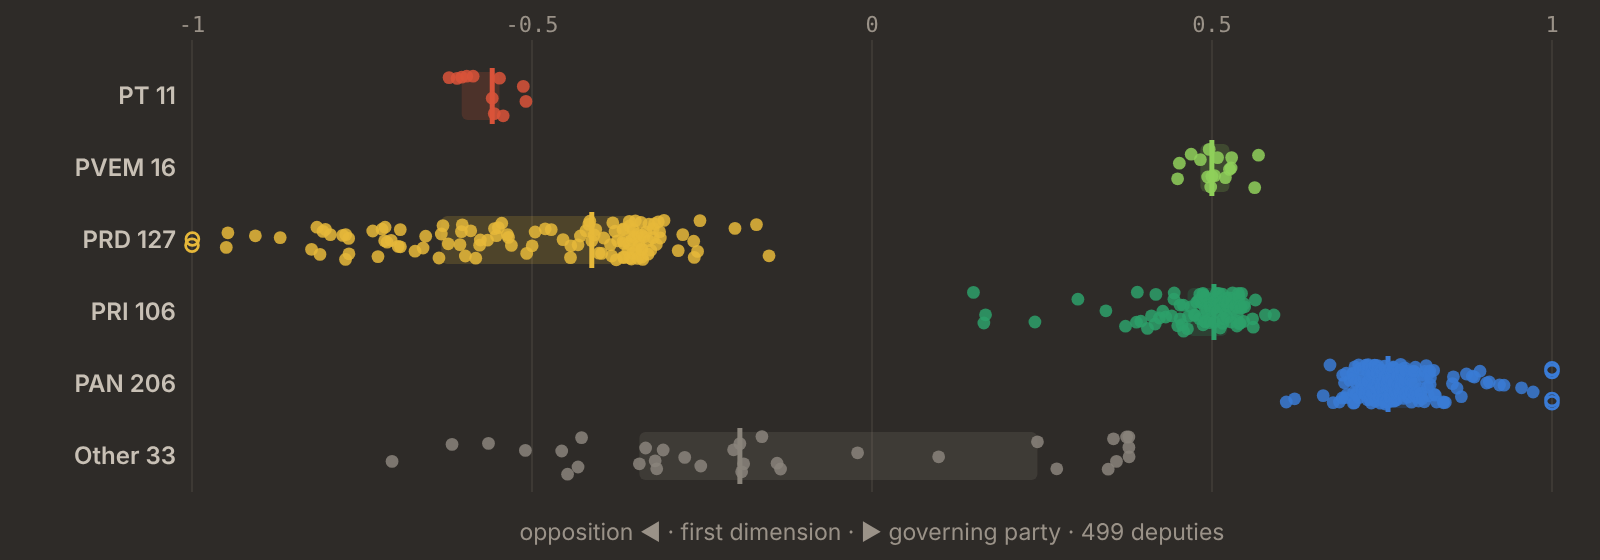 -1 -0.5 0 0.5 1
PT 11
PVEM 16
PRD 127
PRI 106
PAN 206
Other 33
opposition ◀ · first dimension · ▶ governing party · 499 deputies